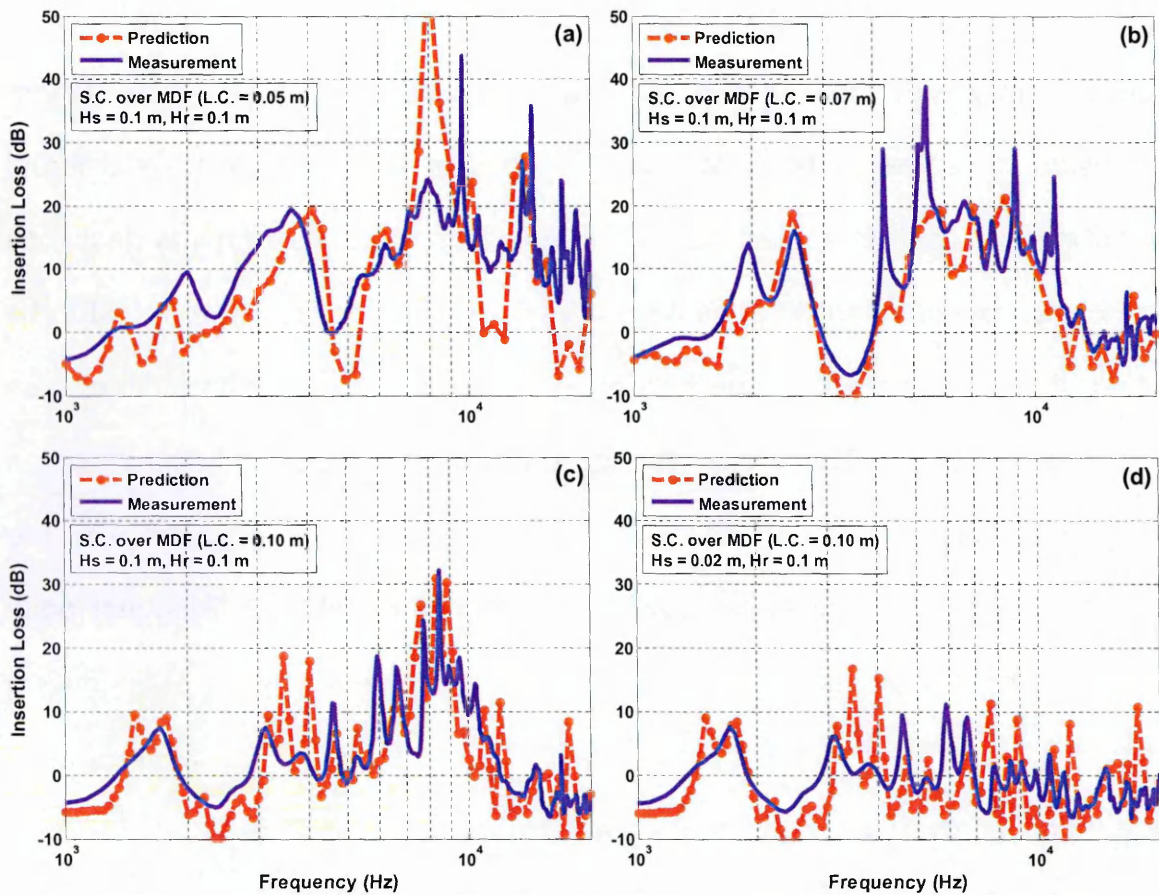 50
40
30
20
10
0
-10
Insertion Loss (dB)
Prediction
Measurement
S.C. over MDF (L.C. = 0.05 m)
Hs = 0.1 m, Hr = 0.1 m
(a)
10³
10⁴
50
40
30
20
10
0
-10
Prediction
Measurement
S.C. over MDF (L.C. = 0.07 m)
Hs = 0.1 m, Hr = 0.1 m
(b)
10³
10⁴
50
40
30
20
10
0
-10
Insertion Loss (dB)
Prediction
Measurement
S.C. over MDF (L.C. = 0.10 m)
Hs = 0.1 m, Hr = 0.1 m
(c)
10³
10⁴
Frequency (Hz)
50
40
30
20
10
0
-10
Prediction
Measurement
S.C. over MDF (L.C. = 0.10 m)
Hs = 0.02 m, Hr = 0.1 m
(d)
10³
10⁴
Frequency (Hz)